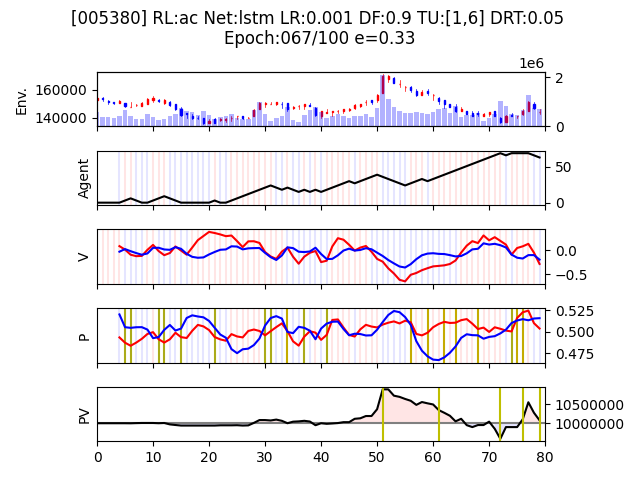 [005380] RL:ac Net:lstm LR:0.001 DF:0.9 TU:[1,6] DRT:0.05
Epoch:067/100 e=0.33
1e6
Env.
160000
140000
2
0
Agent
50
0
V
0.0
−0.5
P
0.525
0.500
0.475
PV
10500000
10000000
0 10 20 30 40 50 60 70 80